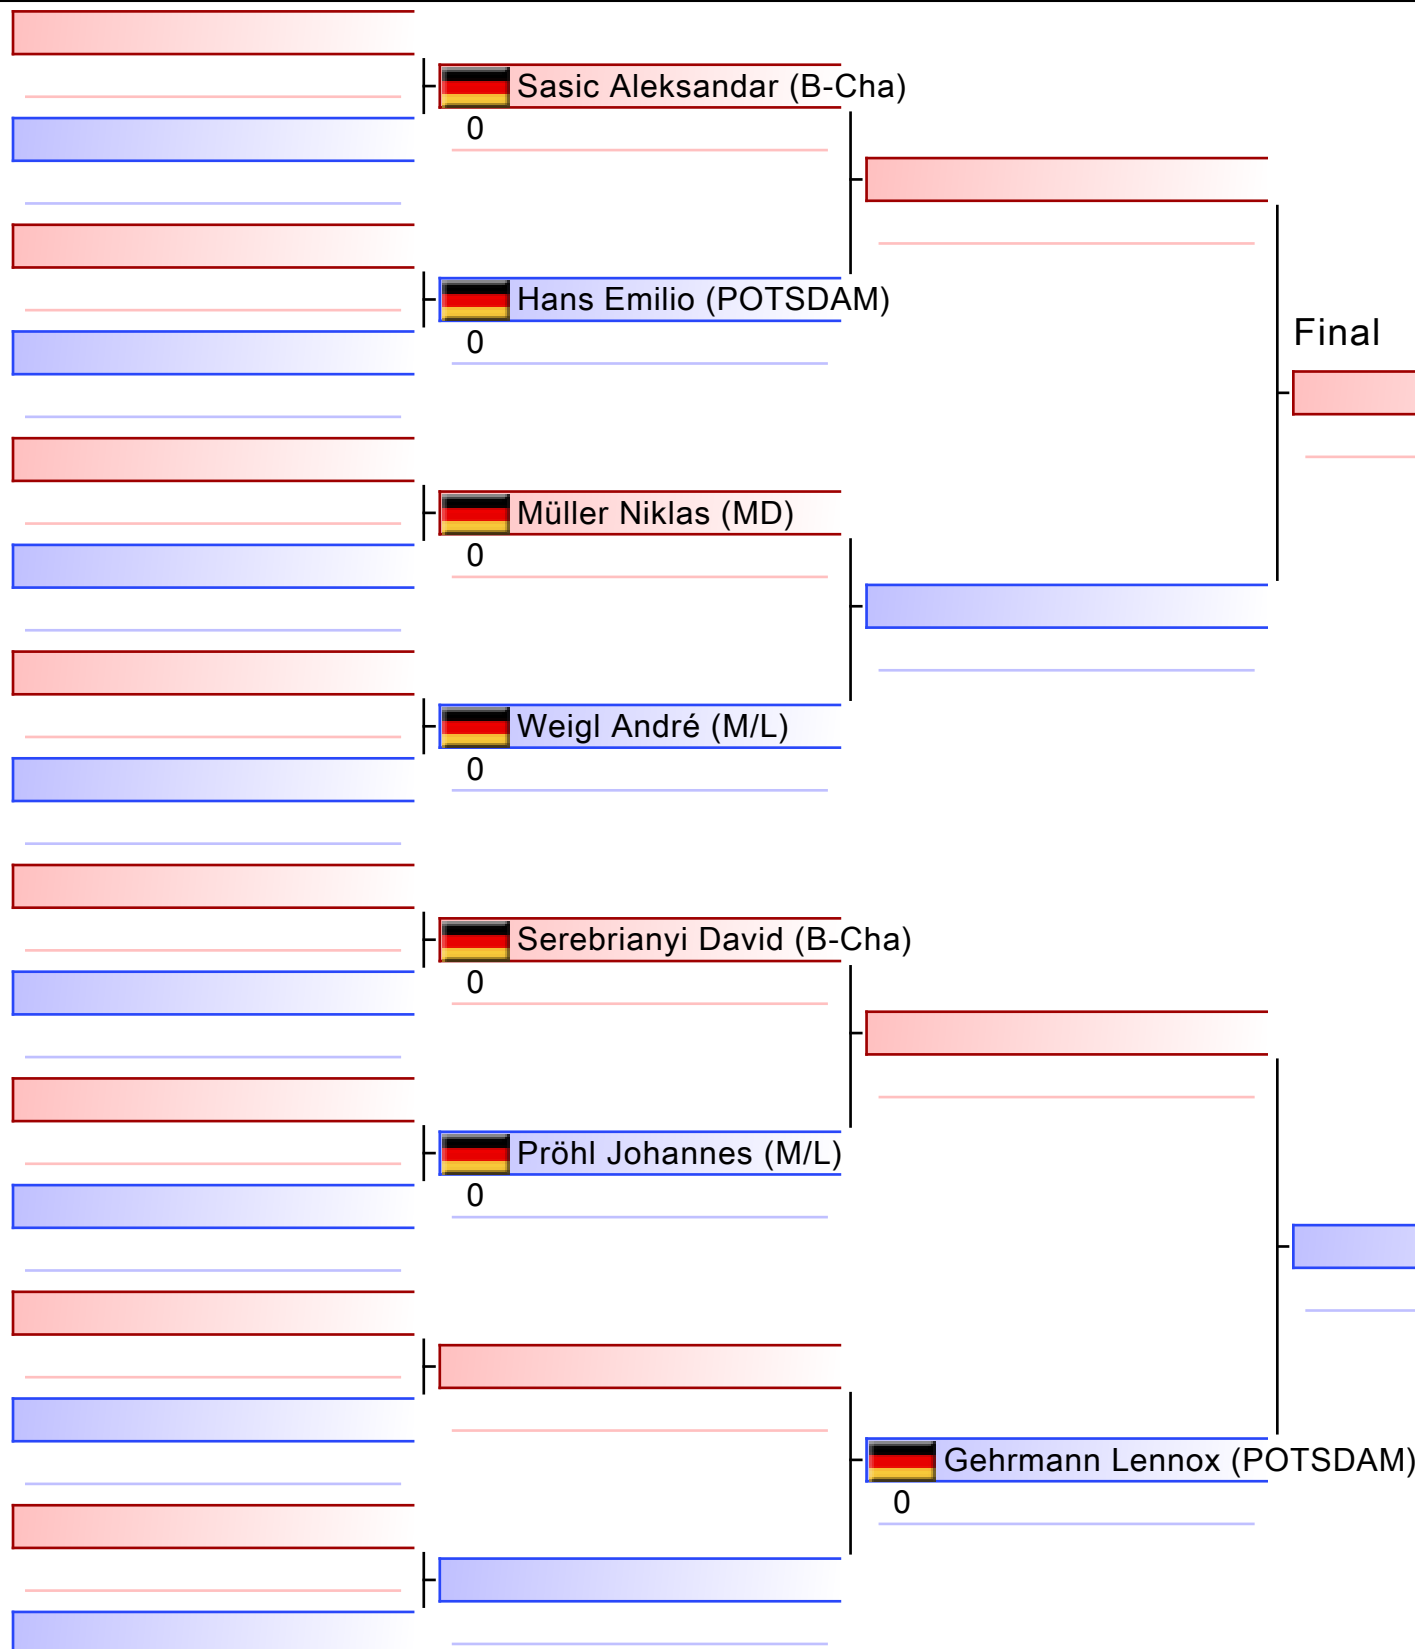 Sasic Aleksandar (B-Cha)
0
Hans Emilio (POTSDAM)
0
Final
Müller Niklas (MD)
0
Weigl André (M/L)
0
Serebrianyi David (B-Cha)
0
Pröhl Johannes (M/L)
0
Gehrmann Lennox (POTSDAM)
0